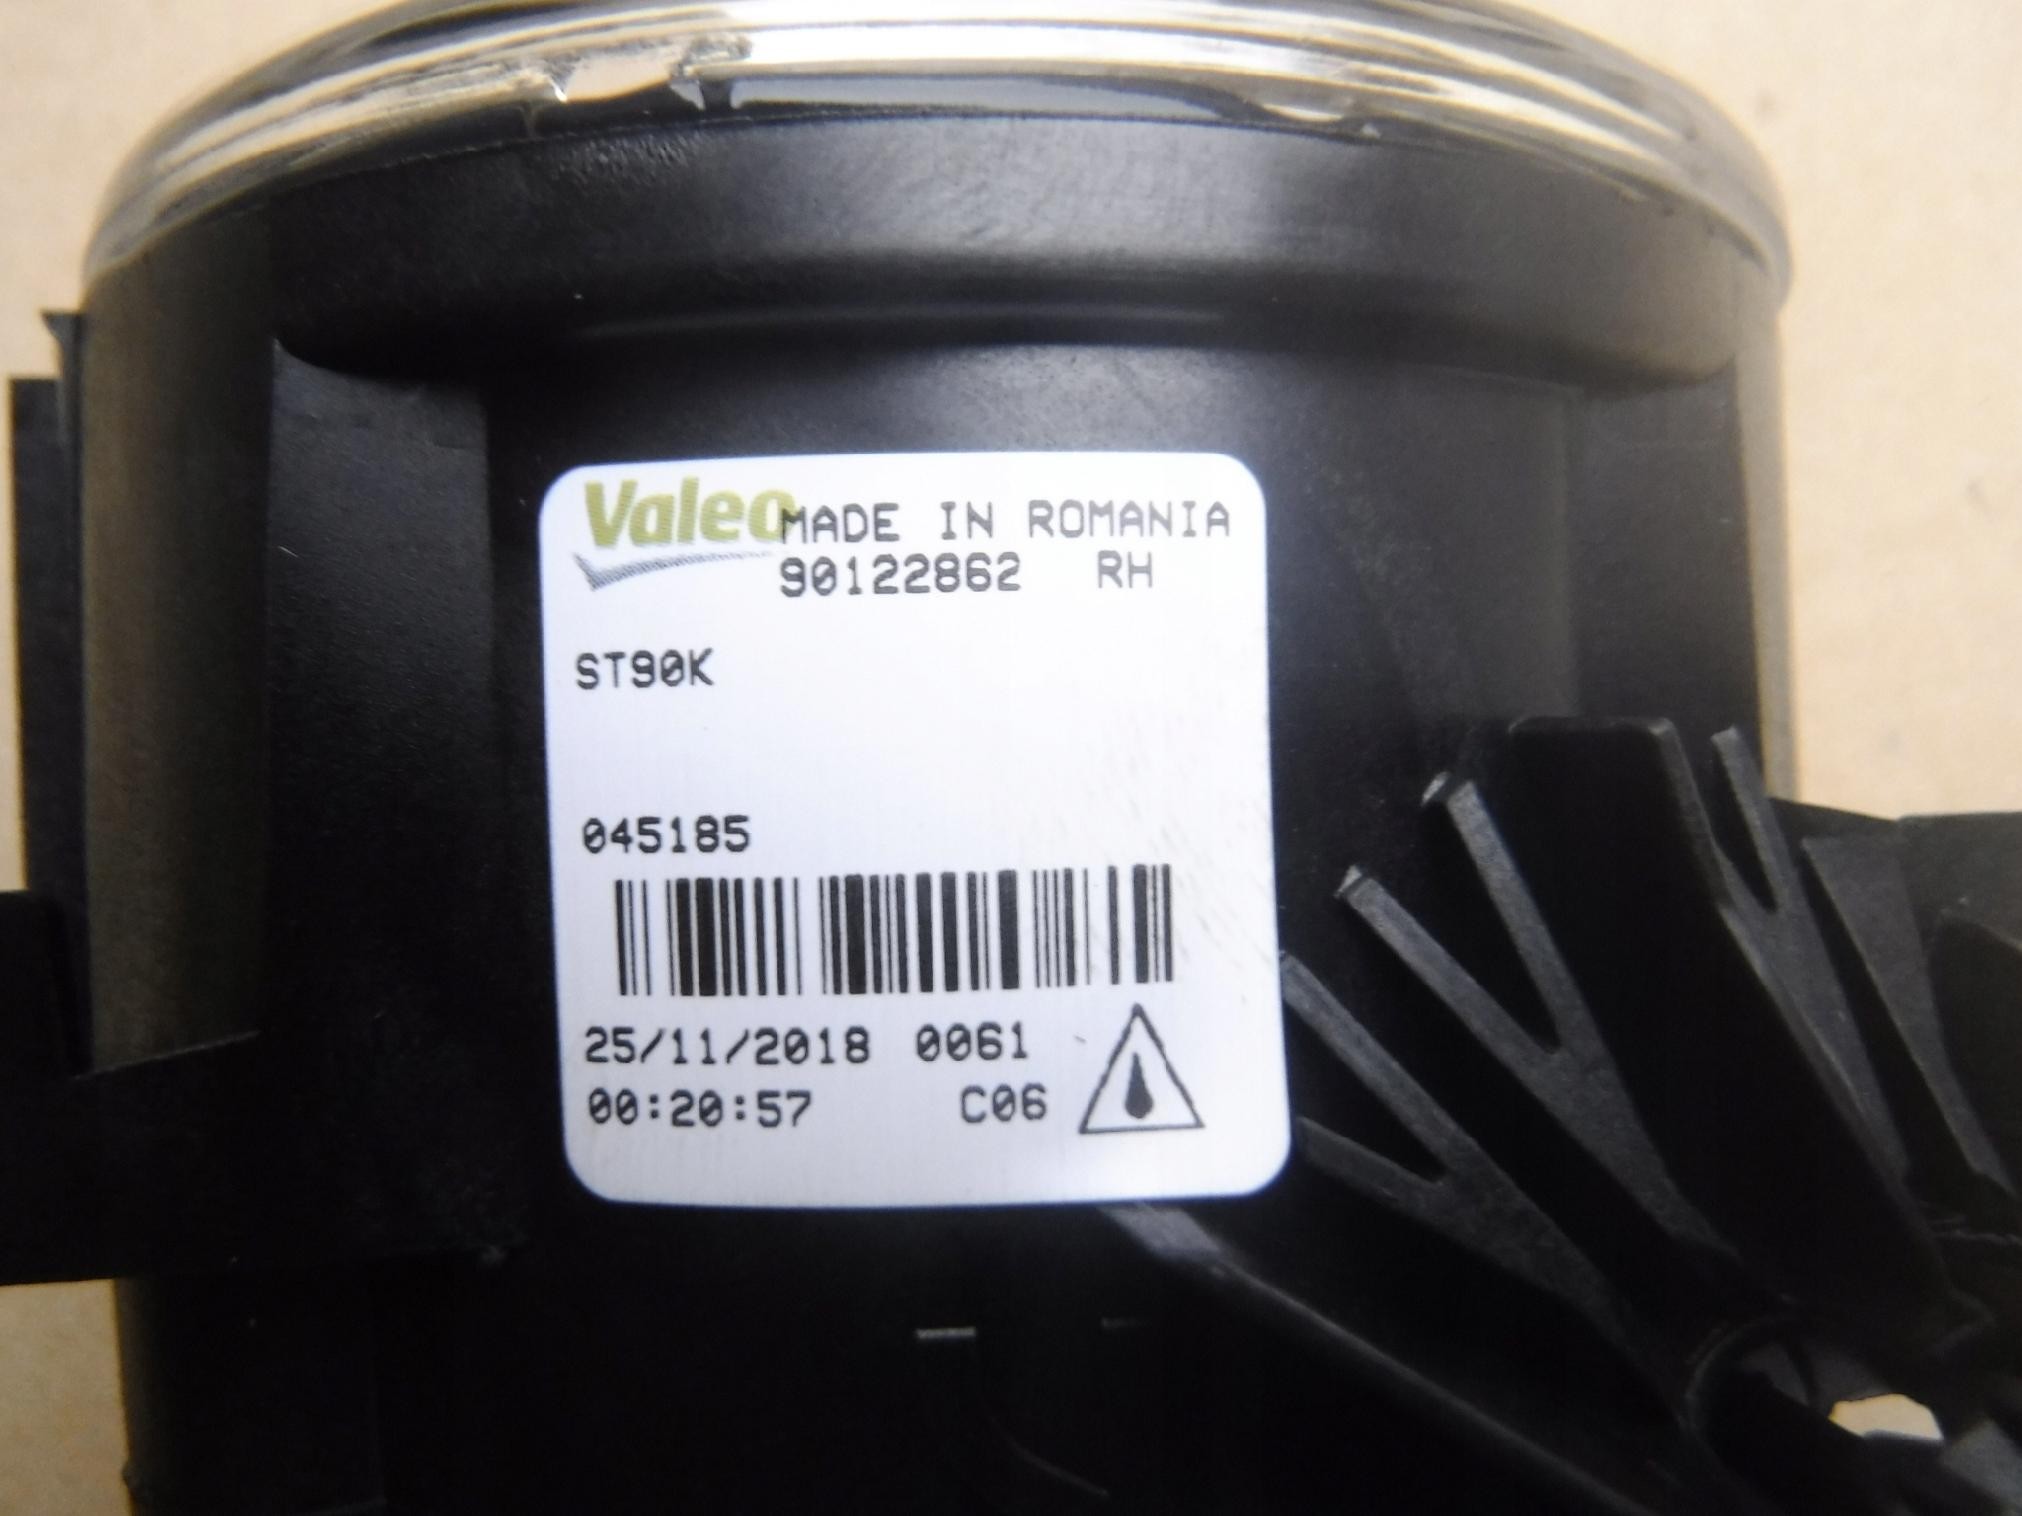 Valeo MADE IN ROMANIA
90122862 RH
ST90K
045185
25/11/2018 0061
00:20:57 C06